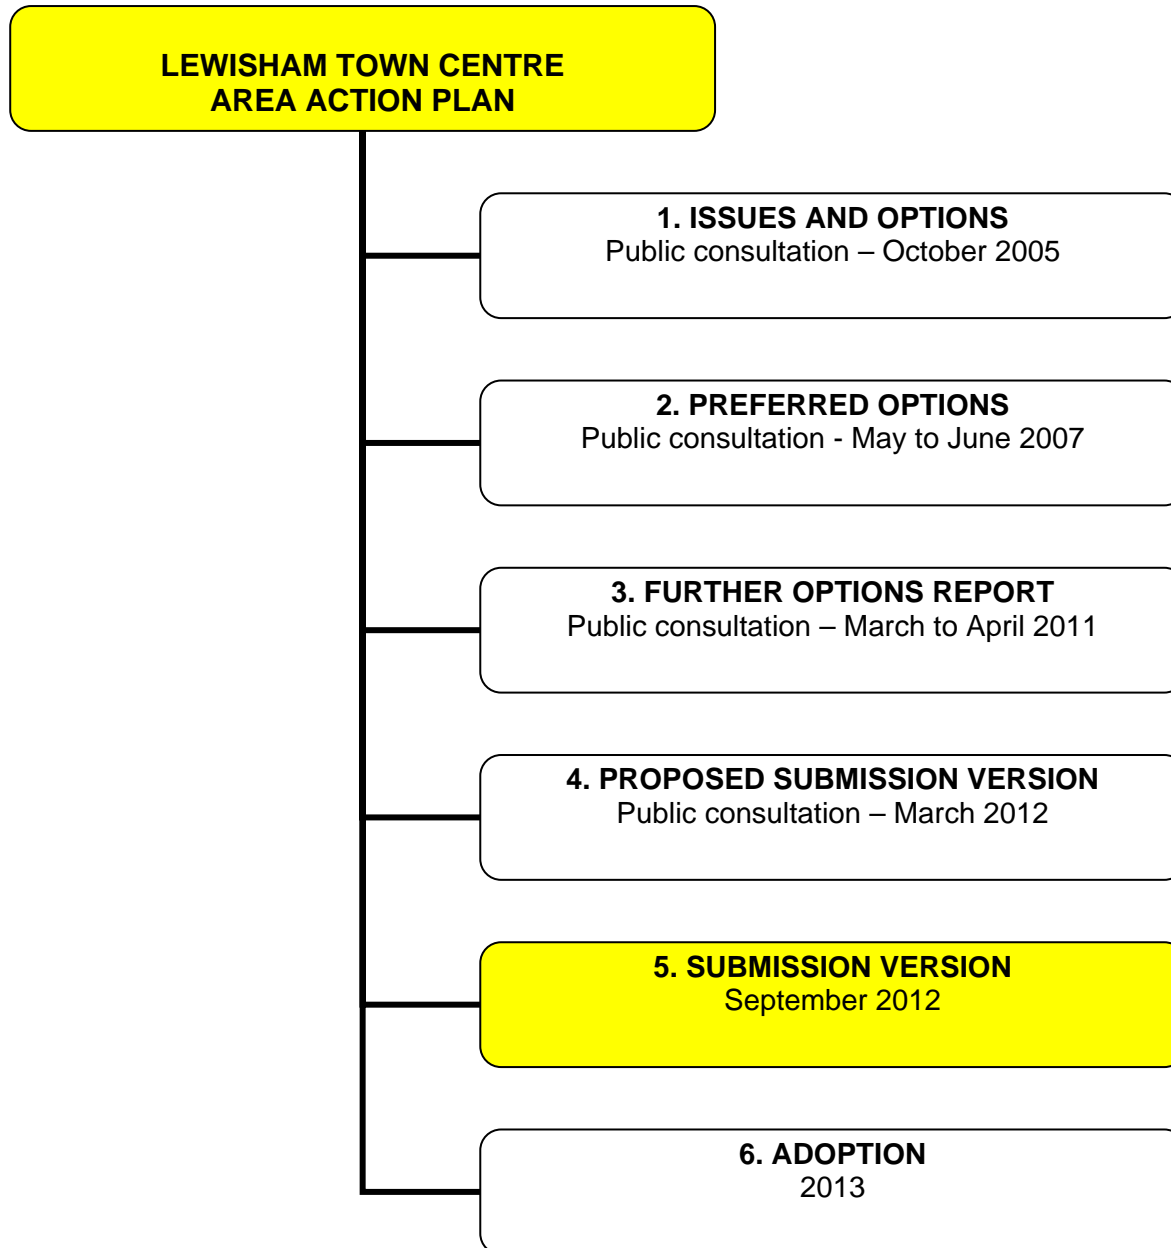 LEWISHAM TOWN CENTRE
AREA ACTION PLAN
1. ISSUES AND OPTIONS
Public consultation – October 2005
2. PREFERRED OPTIONS
Public consultation - May to June 2007
3. FURTHER OPTIONS REPORT
Public consultation – March to April 2011
4. PROPOSED SUBMISSION VERSION
Public consultation – March 2012
5. SUBMISSION VERSION
September 2012
6. ADOPTION
2013